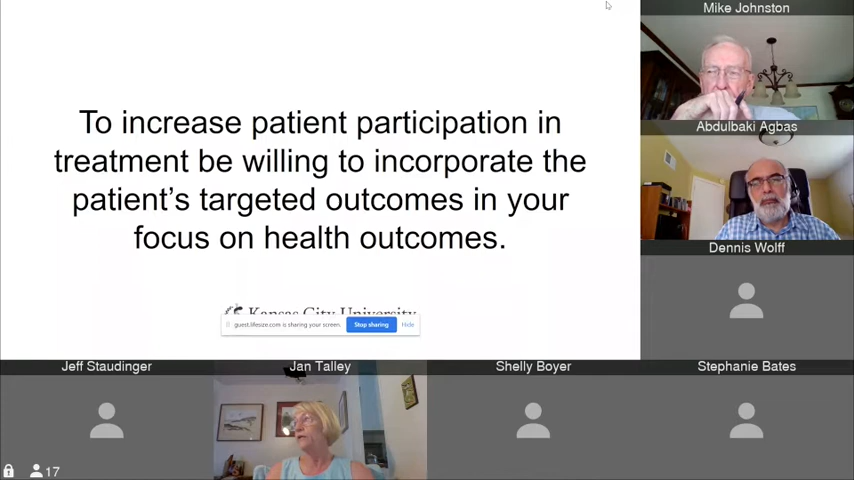 Mike Johnston
To increase patient participation in
treatment be willing to incorporate the
patient's targeted outcomes in your
focus on health outcomes.
Kansas City University
guest.lifesize.com is sharing your screen.
Stop sharing
Hide
Abdulbaki Agbas
Dennis Wolff
Jeff Staudinger
Jan Talley
Shelly Boyer
Stephanie Bates
17